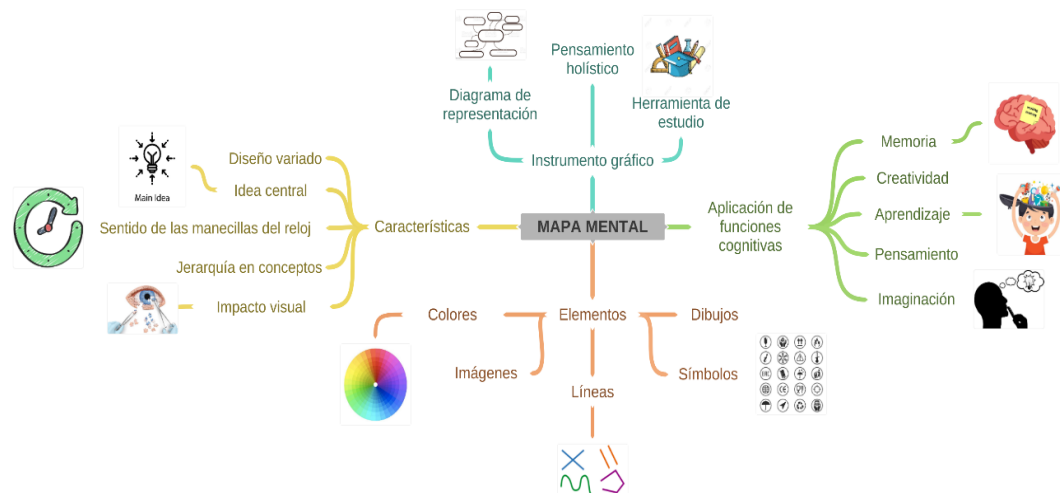 Pensamiento
holístico
Diagrama de
representación
Herramienta de
estudio
Instrumento gráfico
MAPA MENTAL
Aplicación de
funciones
cognitivas
Memoria
Creatividad
Aprendizaje
Pensamiento
Imaginación
Elementos
Dibujos
Símbolos
Líneas
Imágenes
Colores
Características
Diseño variado
Idea central
Main Idea
Sentido de las manecillas del reloj
Jerarquía en conceptos
Impacto visual